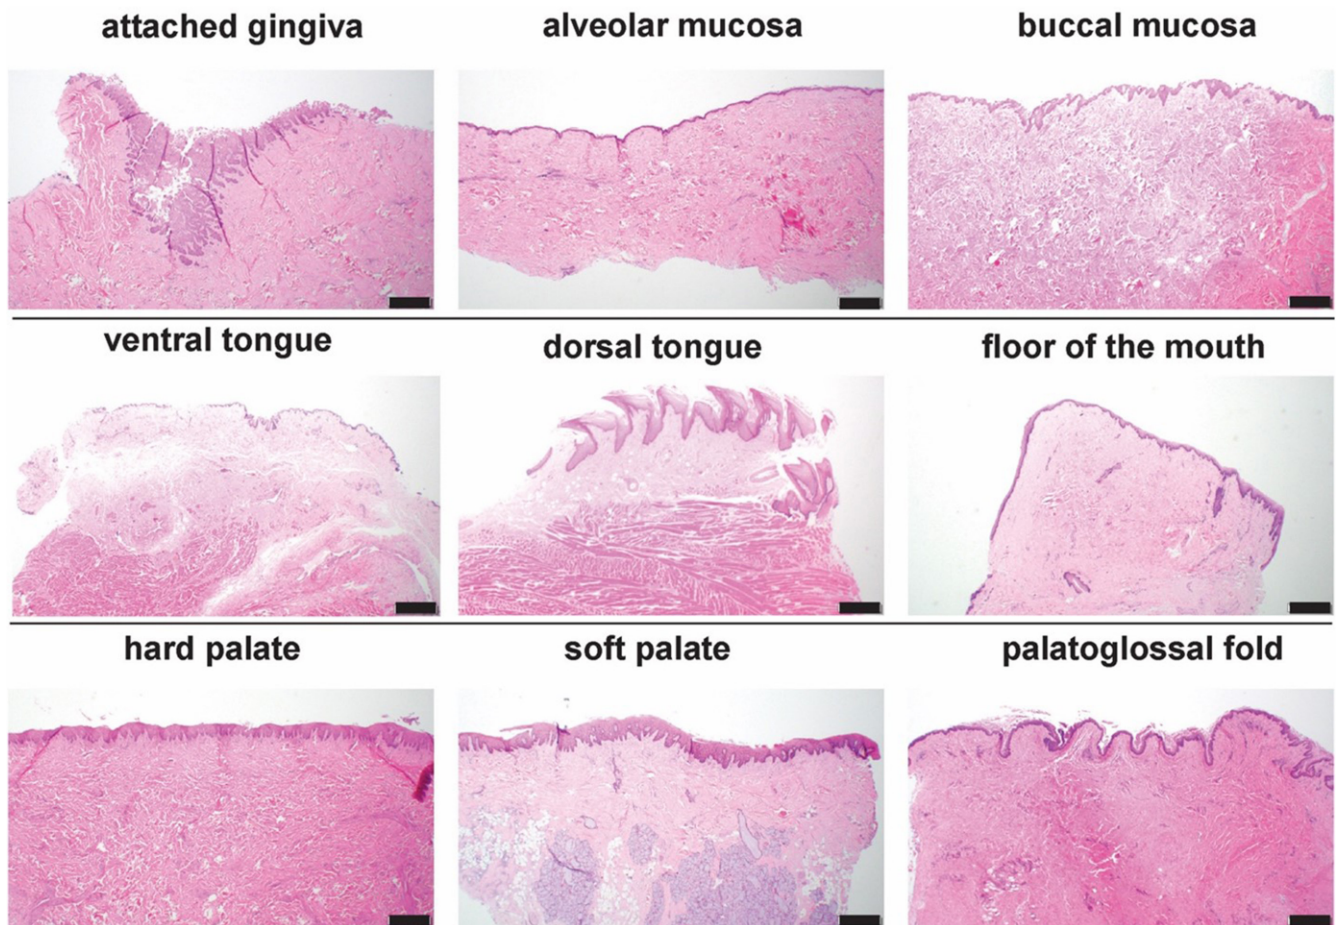 attached gingiva
alveolar mucosa
buccal mucosa
ventral tongue
dorsal tongue
floor of the mouth
hard palate
soft palate
palatoglossal fold